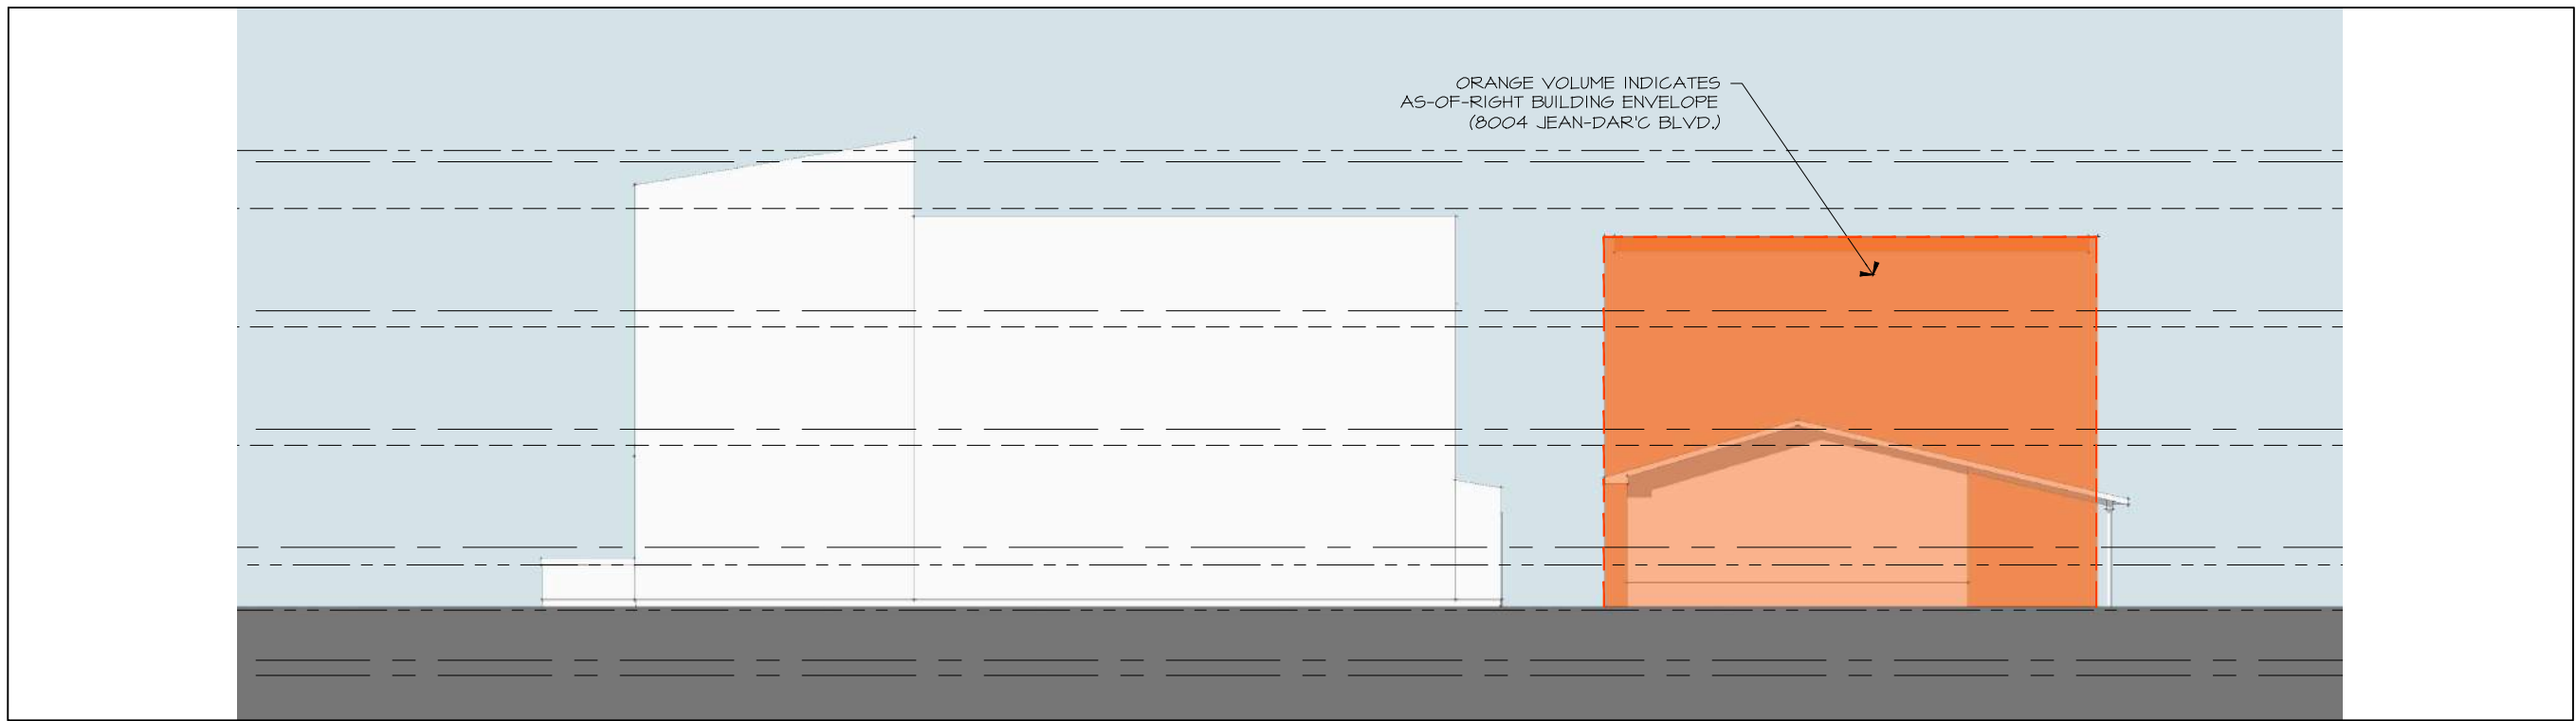 ORANGE VOLUME INDICATES
AS-OF-RIGHT BUILDING ENVELOPE
(8004 JEAN-DAR'C BLVD.)